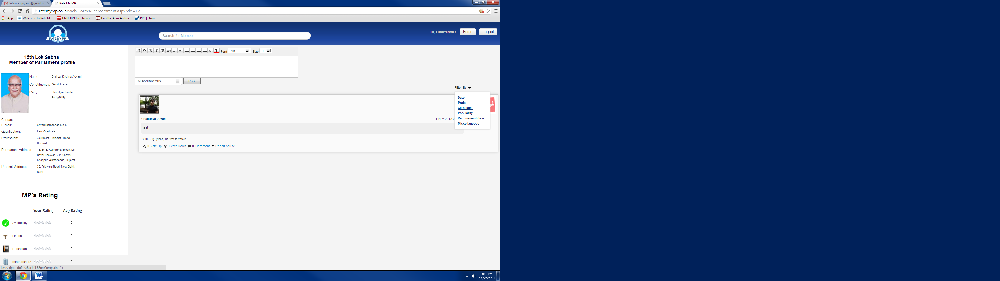 Inbox - cjayanti@gmail.co
Rate My MP
ratemymp.co.in/Web_Forms/usercomment.aspx?cid=121
Apps Welcome to Rate M... CNN-IBN Live News... Can the Aam Aadmi... PRS | Home
RATE MY MP
Search for Member
Hi, Chaitanya ! Home Logout
15th Lok Sabha
Member of Parliament profile
Name: Shri Lal Krishna Advani
Constituency: Gandhinagar
Party: Bharatiya Janata
Party(BJP)
Contact:
E-mail: advanilk@sansad.nic.in
Qualification: Law Graduate
Profession: Journalist, Diplomat, Trade
Unionist
Permanent Address: 1835/16, Kasturbhai Block, Din
Dayal Bhawan, J.P. Chowk,
Khanpur, Ahmadabad, Gujarat
Present Address: 30, Prithviraj Road, New Delhi,
Delhi
MP's Rating
Your Rating Avg Rating
Availability 0
Health 0
Education 0
Infrastructure 0
javascript:__doPostBack('LBSortComplaint','')
B I U abc X₂ X² T Font Arial Size 1
Miscellaneous Post
Filter By
Date
Praise
Complaint
Popularity
Recommendation
Miscellaneous
Chaitanya Jayanti 21-Nov-2013 0
test
Votes by (None) Be first to vote it
0 Vote Up 0 Vote Down 0 Comment Report Abuse
5:41 PM
11/22/2013